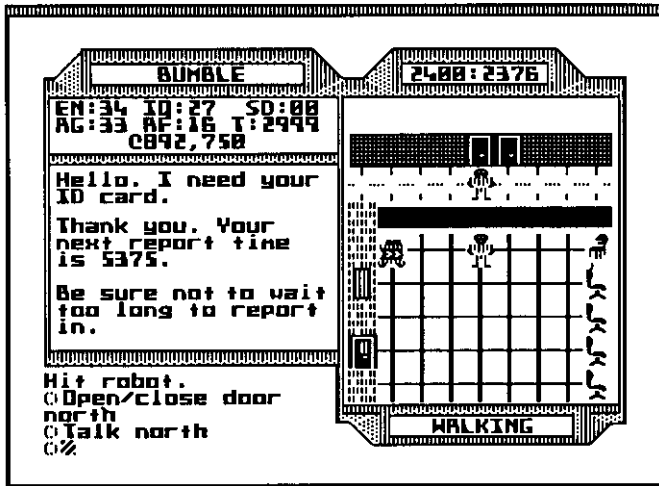 BUMBLE
2400:2376
EN:34 IQ:27 SD:00
AG:33 AF:16 T:2999
C892,750
Hello. I need your
ID card.
Thank you. Your
next report time
is 5375.
Be sure not to wait
too long to report
in.
Hit robot.
Open/close door
north
Talk north
WALKING